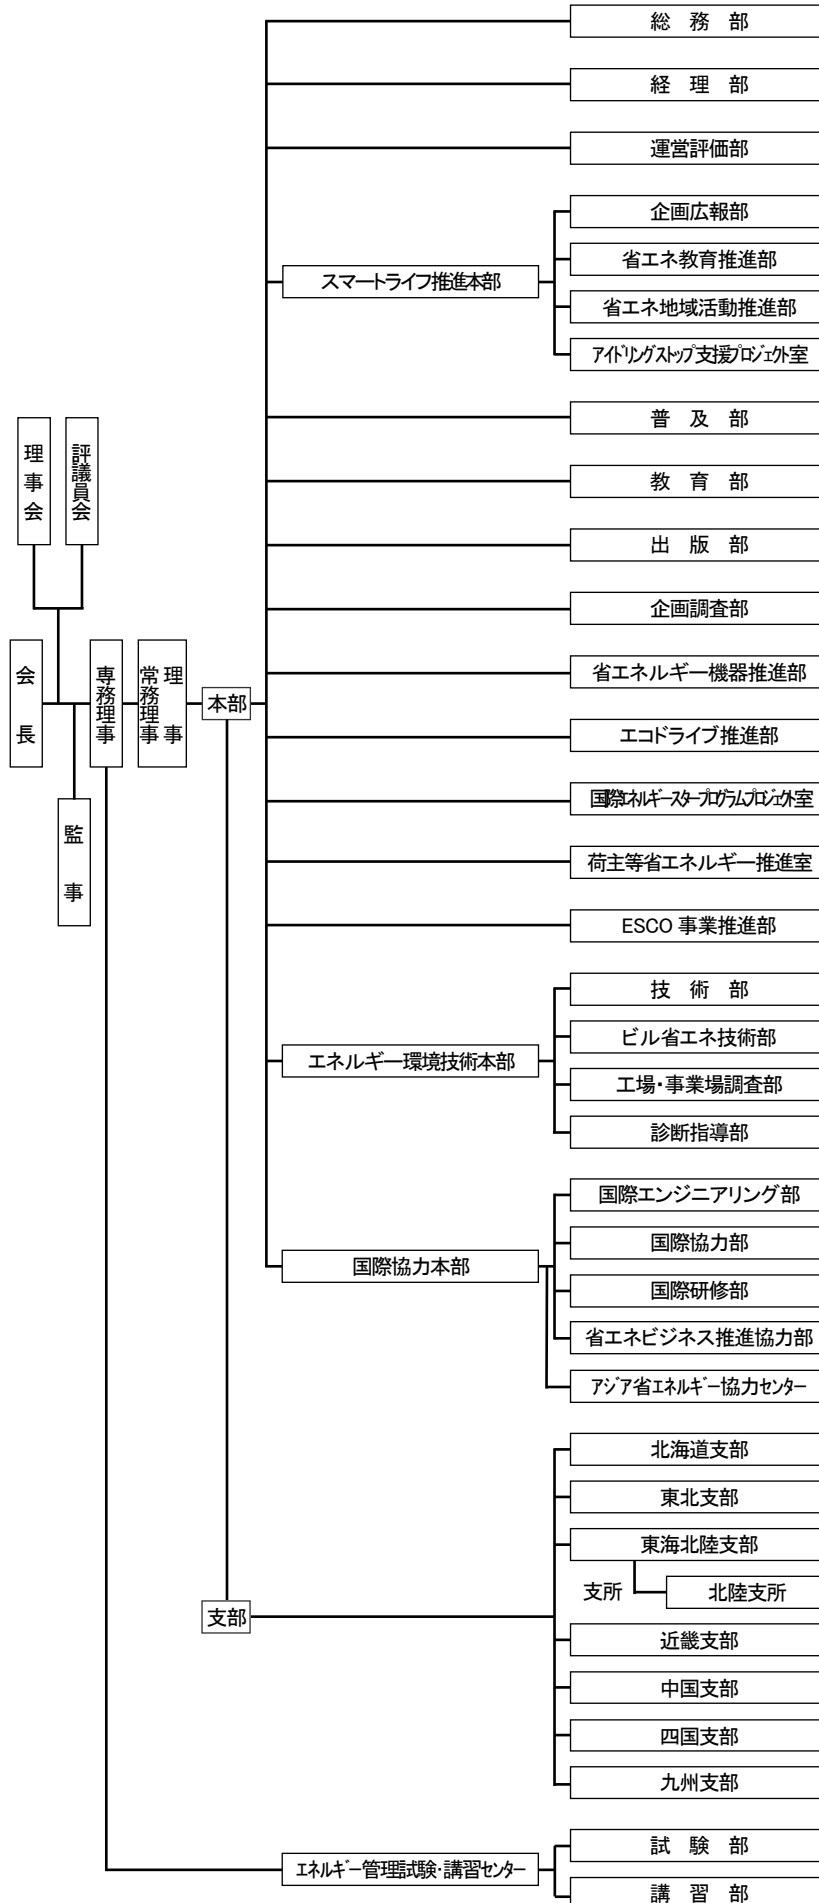 総務部
経理部
運営評価部
企画広報部
省エネ教育推進部
スマートライフ推進本部
省エネ地域活動推進部
アイドリングストップ支援プロジェクト室
普及部
理事会
評議員会
教育部
出版部
企画調査部
会長
専務理事
常務理事
理事
本部
省エネルギー機器推進部
エコドライブ推進部
監事
国際エネルギースタープログラムプロジェクト室
荷主等省エネルギー推進室
ESCO 事業推進部
技術部
ビル省エネ技術部
エネルギー環境技術本部
工場・事業場調査部
診断指導部
国際エンジニアリング部
国際協力部
国際協力本部
国際研修部
省エネビジネス推進協力部
アジア省エネルギー協力センター
北海道支部
東北支部
東海北陸支部
支所
北陸支所
支部
近畿支部
中国支部
四国支部
九州支部
試験部
エネルギー管理試験・講習センター
講習部